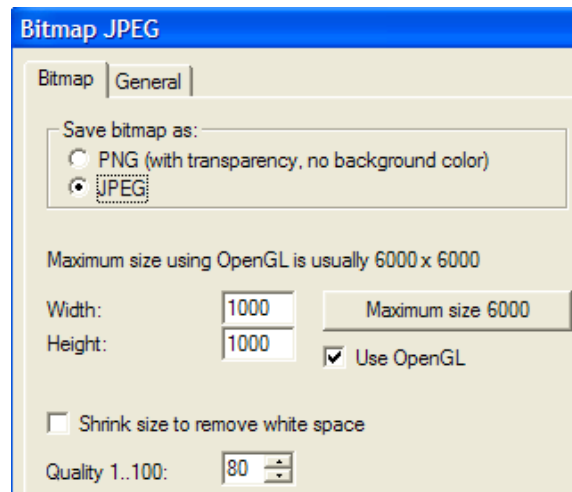 Bitmap JPEG
Bitmap General
Save bitmap as:
PNG (with transparency, no background color)
JPEG
Maximum size using OpenGL is usually 6000 x 6000
Width: 1000 Maximum size 6000
Height: 1000
Use OpenGL
Shrink size to remove white space
Quality 1..100: 80